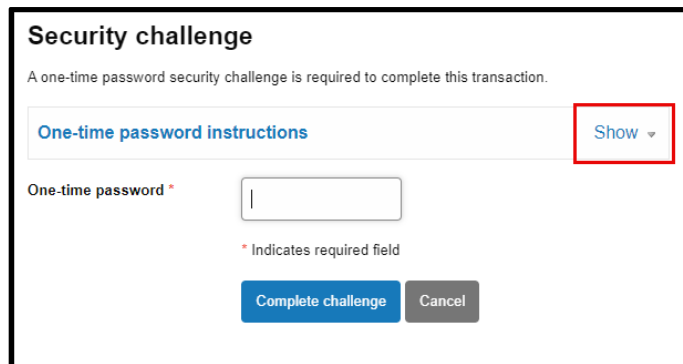 Security challenge
A one-time password security challenge is required to complete this transaction.
One-time password instructions Show
One-time password *
* Indicates required field
Complete challenge Cancel